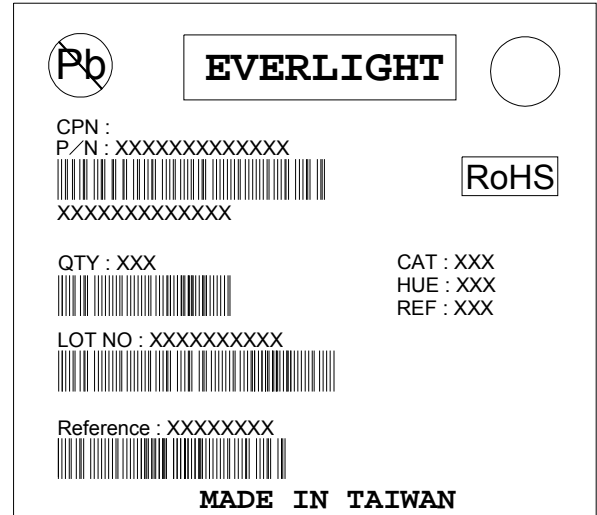 Pb
EVERLIGHT
CPN :
P/N : XXXXXXXXXXXXX
RoHS
XXXXXXXXXXXXX
QTY : XXX
CAT : XXX
HUE : XXX
REF : XXX
LOT NO : XXXXXXXXXX
Reference : XXXXXXXX
MADE IN TAIWAN